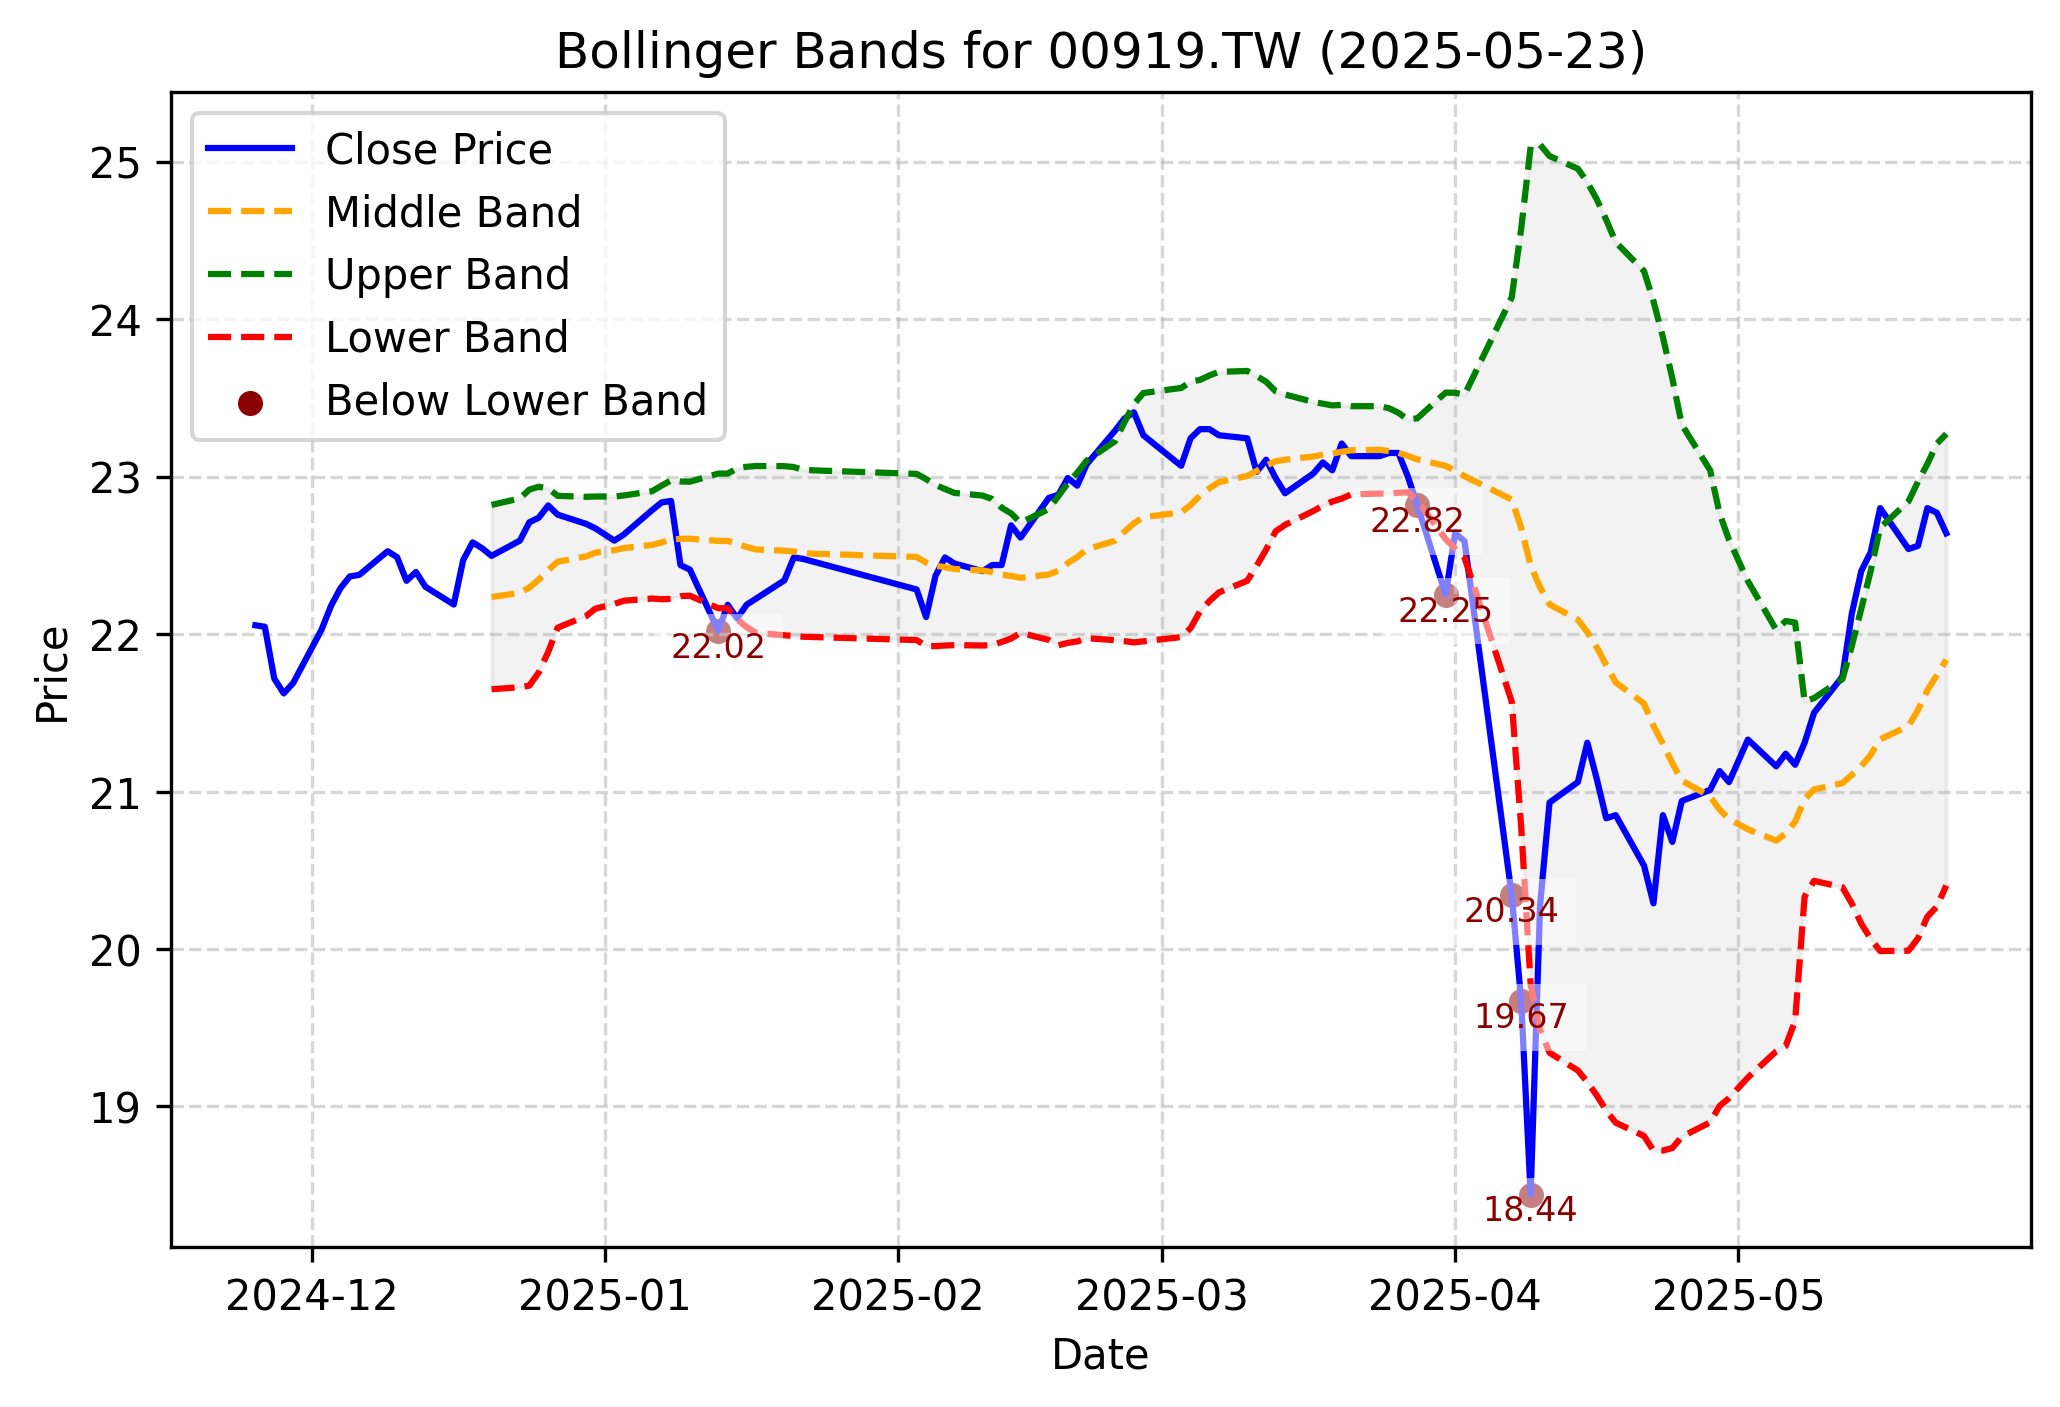 Bollinger Bands for 00919.TW (2025-05-23)
Close Price
Middle Band
Upper Band
Lower Band
Below Lower Band
25
24
23
22
21
20
19
Price
22.02
22.82
22.25
20.34
19.67
18.44
2024-12
2025-01
2025-02
2025-03
2025-04
2025-05
Date